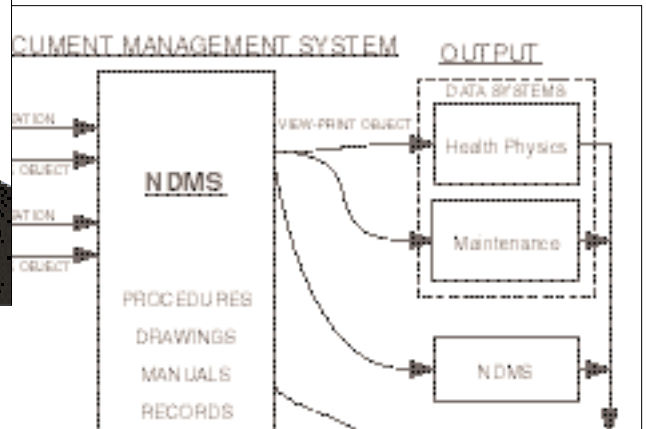 CUMENT MANAGEMENT SYSTEM
OUTPUT
DATA SYSTEMS
ATION
VIEW-PRINT OBJECT
Health Physics
OBJECT
NDMS
ATION
Maintenance
OBJECT
PROCEDURES
DRAWINGS
MANUALS
NDMS
RECORDS